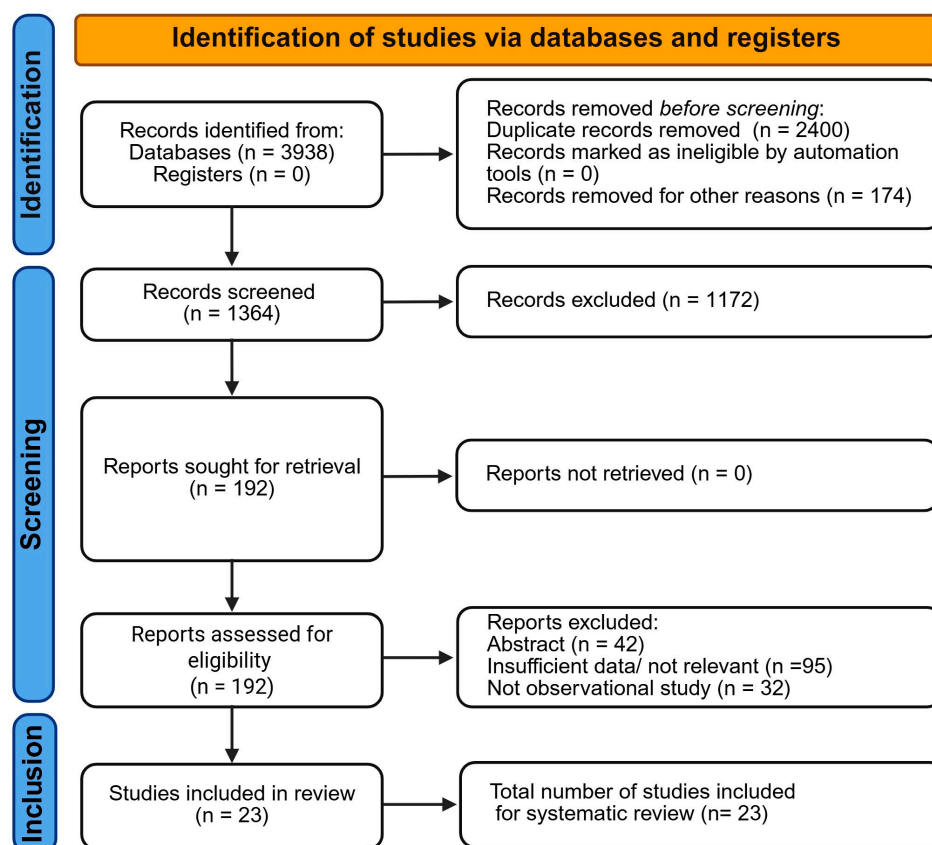 Identification of studies via databases and registers
Identification
Records identified from:
Databases (n = 3938)
Registers (n = 0)
Records removed before screening:
Duplicate records removed (n = 2400)
Records marked as ineligible by automation
tools (n = 0)
Records removed for other reasons (n = 174)
Screening
Records screened
(n = 1364)
Records excluded (n = 1172)
Reports sought for retrieval
(n = 192)
Reports not retrieved (n = 0)
Reports assessed for
eligibility
(n = 192)
Reports excluded:
Abstract (n = 42)
Insufficient data/ not relevant (n =95)
Not observational study (n = 32)
Inclusion
Studies included in review
(n = 23)
Total number of studies included
for systematic review (n= 23)